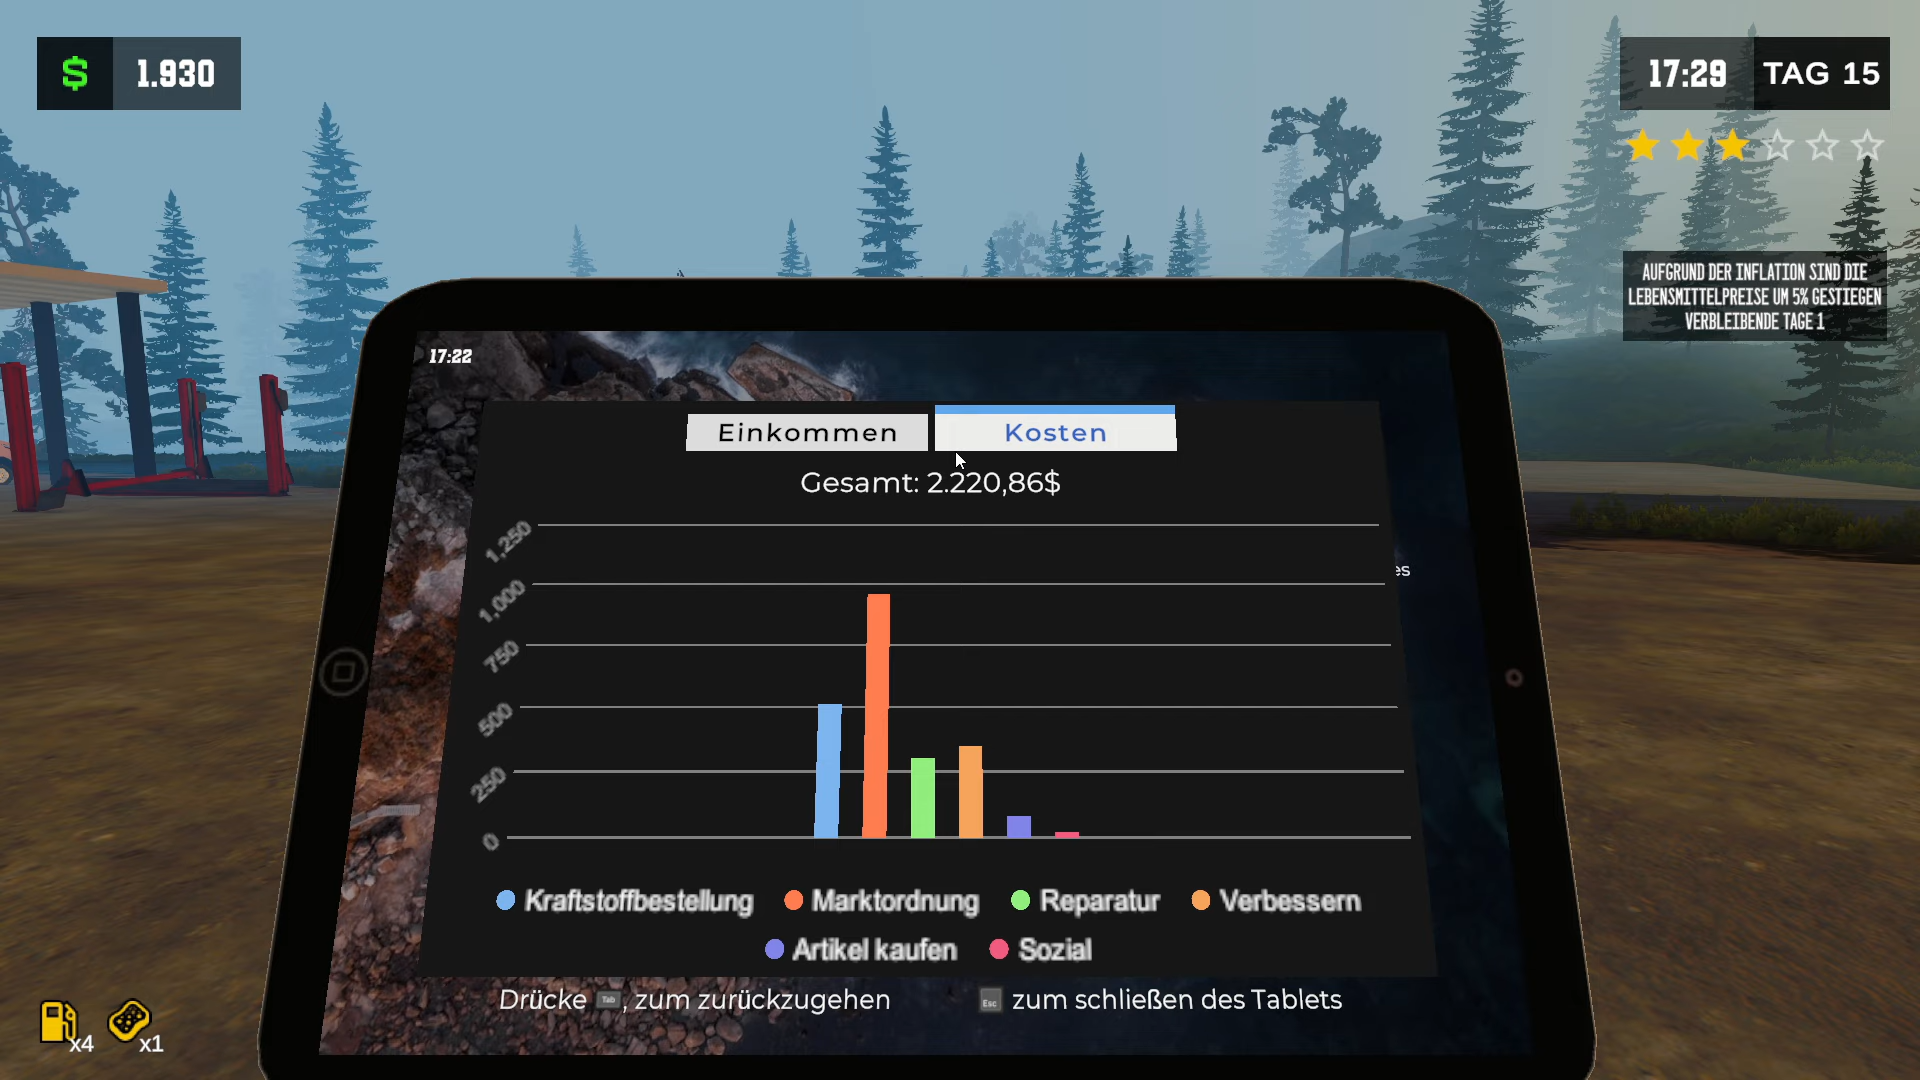 $ 1.930
17:29 TAG 15
AUFGRUND DER INFLATION SIND DIE
LEBENSMITTELPREISE UM 5% GESTIEGEN
VERBLEIBENDE TAGE 1
17:22
Einkommen Kosten
Gesamt: 2.220,86$
1,250
1,000
750
500
250
0
es
Kraftstoffbestellung Marktordnung Reparatur Verbessern
Artikel kaufen Sozial
Drücke Tab, zum zurückzugehen Esc zum schließen des Tablets
x4 x1